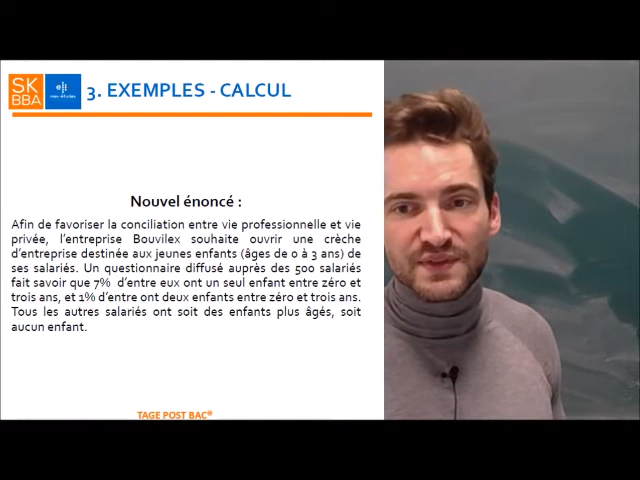 SK
BBA
mes-études
3. EXEMPLES - CALCUL
Nouvel énoncé :
Afin de favoriser la conciliation entre vie professionnelle et vie
privée, l'entreprise Bouvilex souhaite ouvrir une crèche
d'entreprise destinée aux jeunes enfants (âges de 0 à 3 ans) de
ses salariés. Un questionnaire diffusé auprès des 500 salariés
fait savoir que 7% d'entre eux ont un seul enfant entre zéro et
trois ans, et 1% d'entre ont deux enfants entre zéro et trois ans.
Tous les autres salariés ont soit des enfants plus âgés, soit
aucun enfant.
TAGE POST BAC®